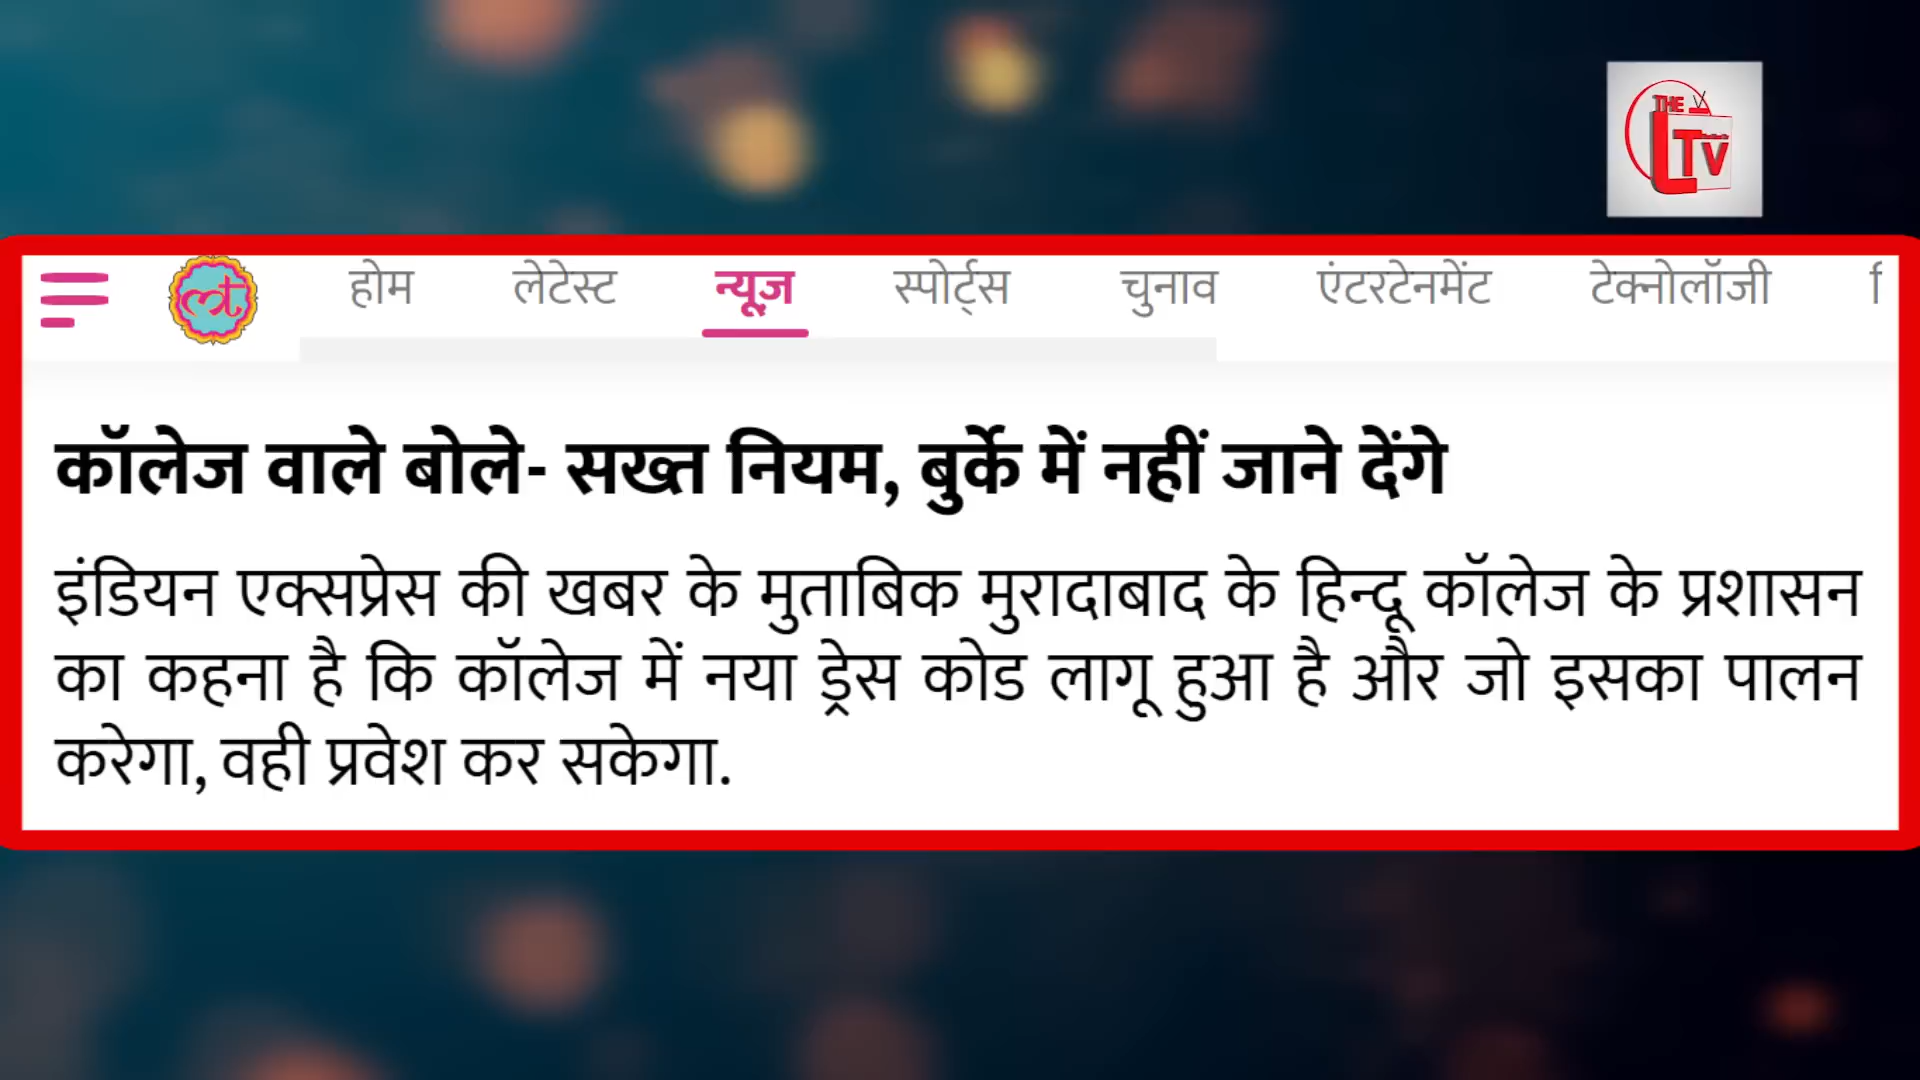 THE
LTV
होम लेटेस्ट न्यूज़ स्पोर्ट्स चुनाव एंटरटेनमेंट टेक्नोलॉजी
कॉलेज वाले बोले- सख्त नियम, बुर्के में नहीं जाने देंगे
इंडियन एक्सप्रेस की खबर के मुताबिक मुरादाबाद के हिन्दू कॉलेज के प्रशासन
का कहना है कि कॉलेज में नया ड्रेस कोड लागू हुआ है और जो इसका पालन
करेगा, वही प्रवेश कर सकेगा.